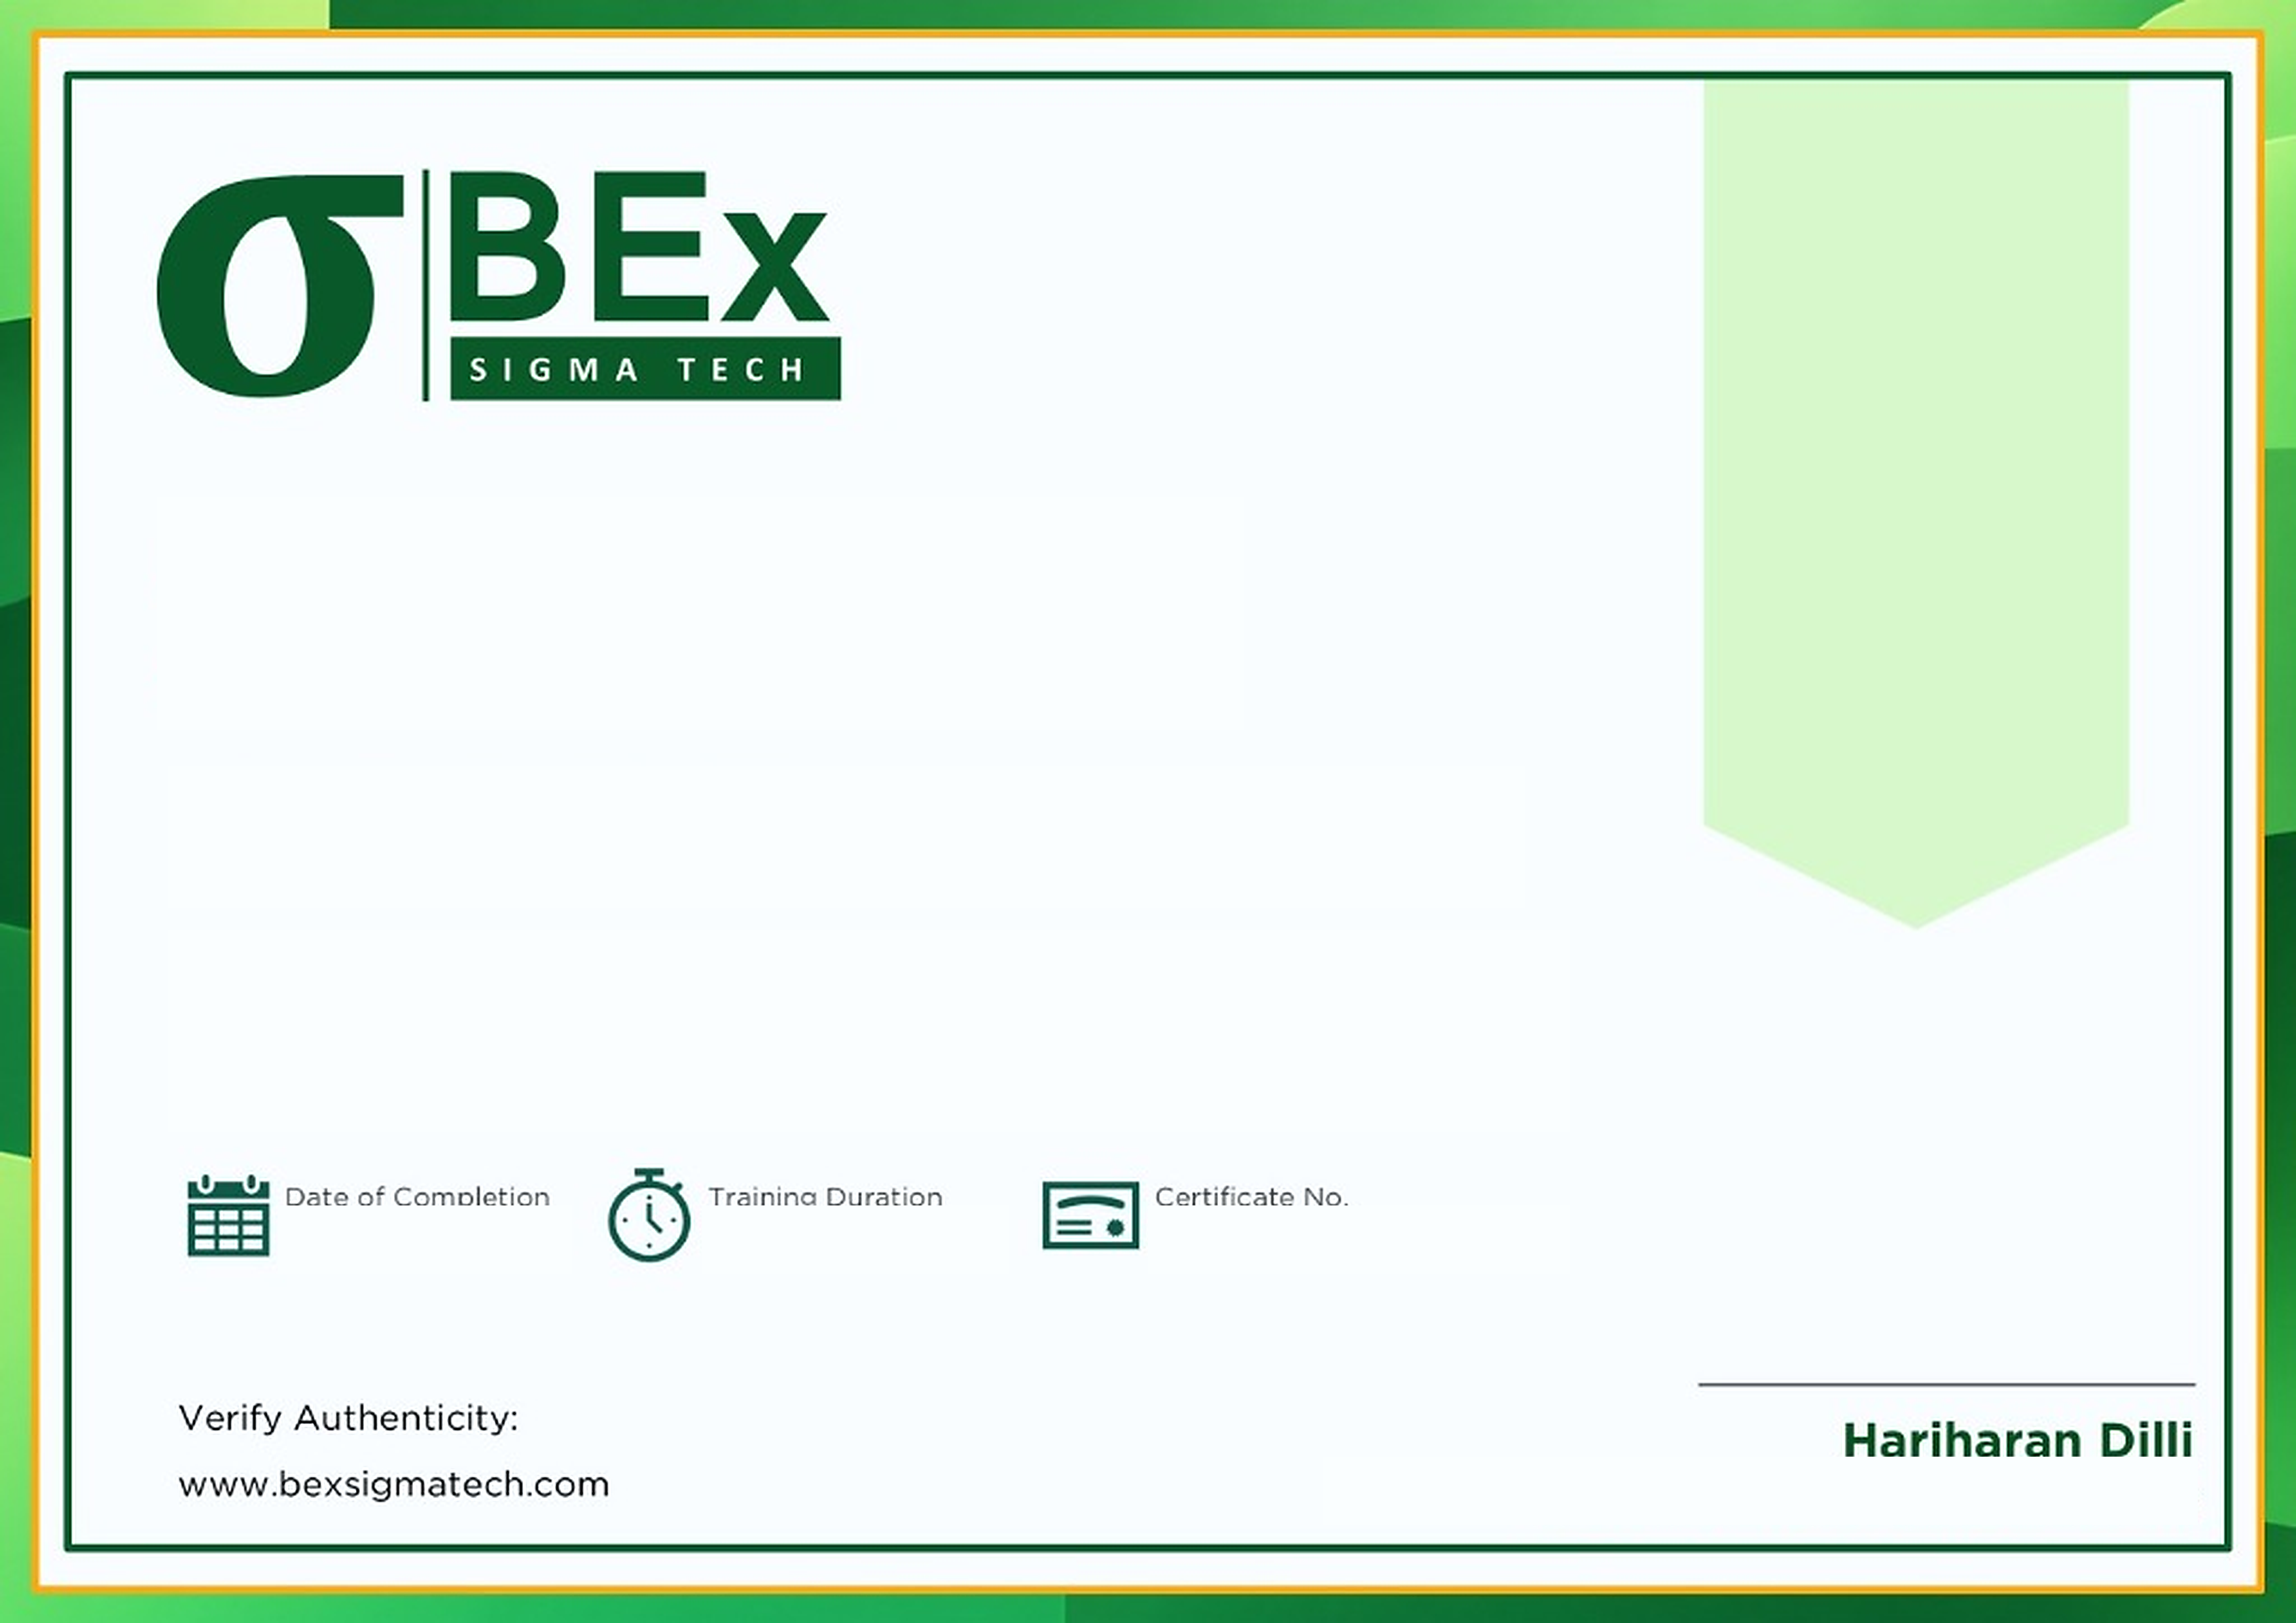 σ BEx
SIGMA TECH
Date of Completion
Training Duration
Certificate No.
Verify Authenticity:
www.bexsigmatech.com
Hariharan Dilli